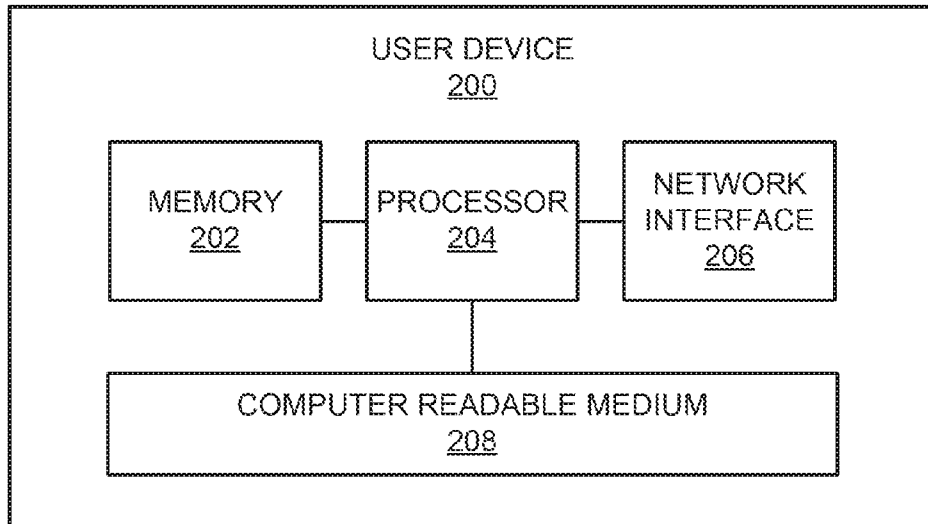 USER DEVICE
200
MEMORY
202
PROCESSOR
204
NETWORK
INTERFACE
206
COMPUTER READABLE MEDIUM
208